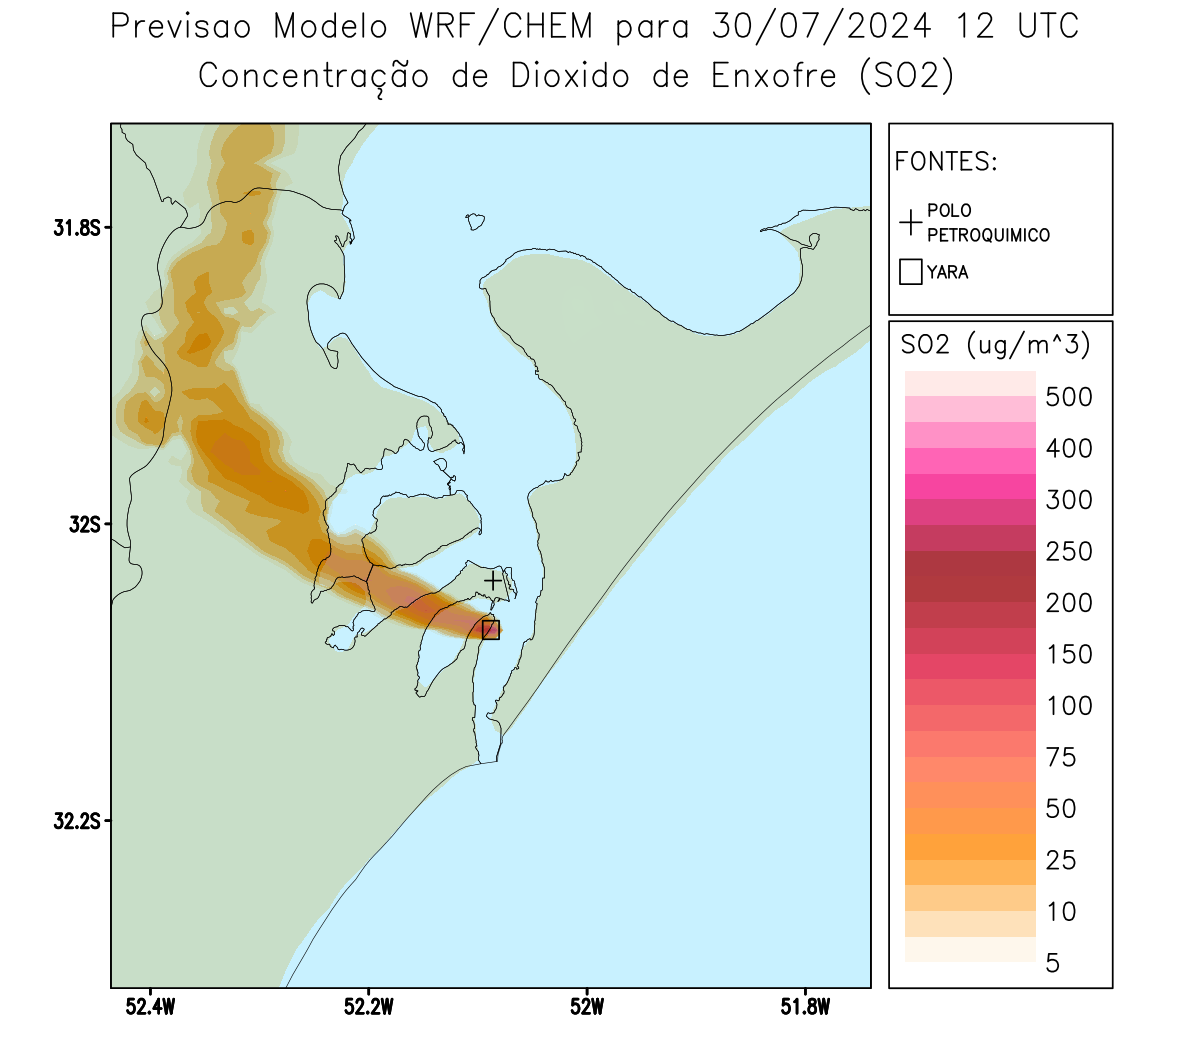 Previsao Modelo WRF/CHEM para 30/07/2024 12 UTC
Concentração de Dioxido de Enxofre (SO2)
FONTES:
POLO
PETROQUIMICO
YARA
SO2 (ug/m^3)
500
400
300
250
200
150
100
75
50
25
10
5
31.8S
32S
32.2S
52.4W
52.2W
52W
51.8W